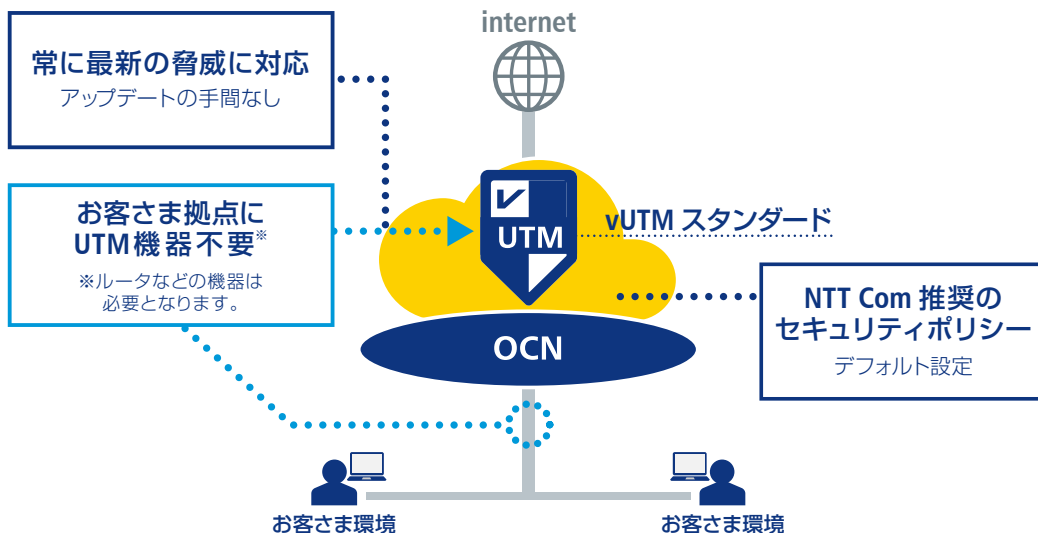 internet
常に最新の脅威に対応
アップデートの手間なし
お客さま拠点に
UTM機器不要※
※ルータなどの機器は
必要となります。
UTM
vUTM スタンダード
NTT Com 推奨の
セキュリティポリシー
デフォルト設定
OCN
お客さま環境
お客さま環境